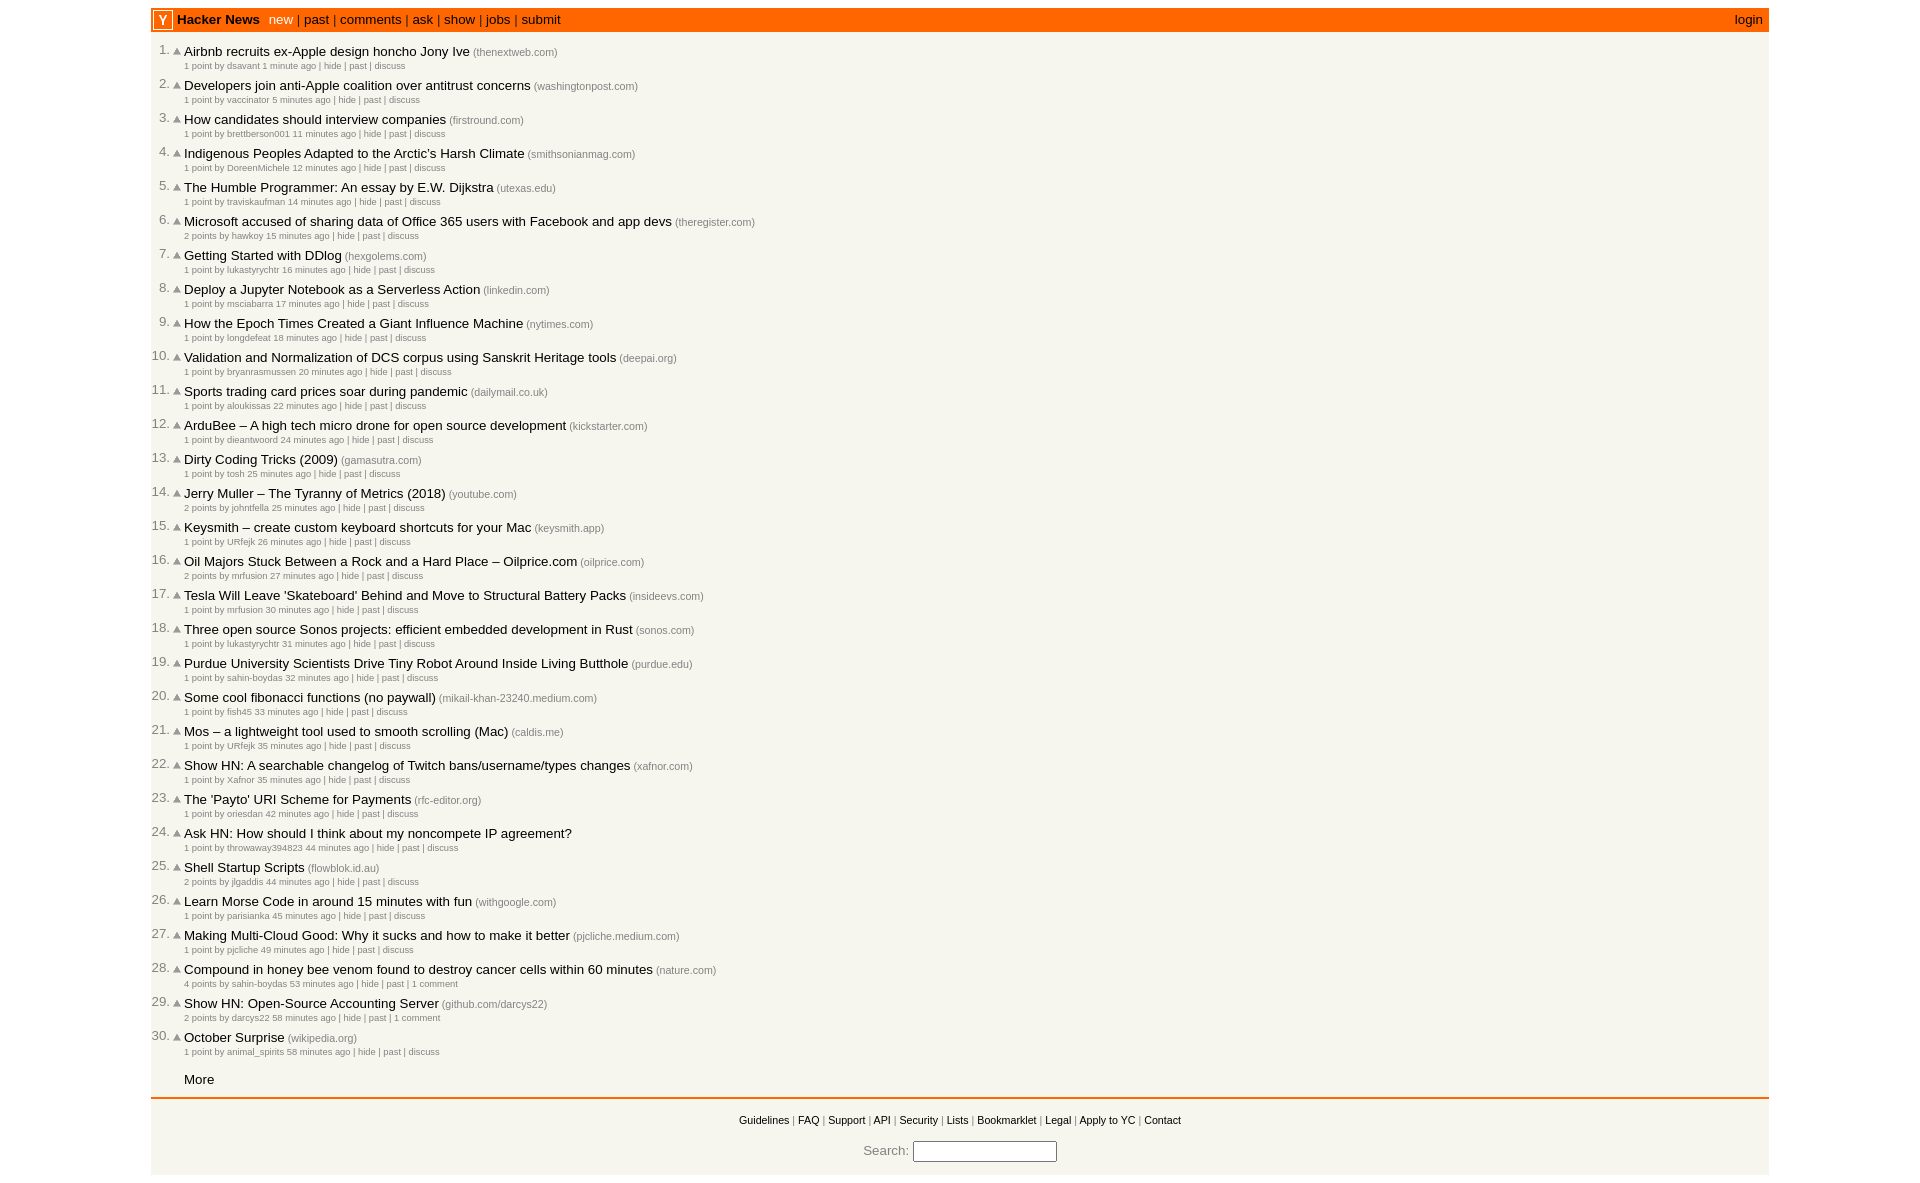 Y Hacker News new | past | comments | ask | show | jobs | submit login
1. Airbnb recruits ex-Apple design honcho Jony Ive (thenextweb.com)
1 point by dsavant 1 minute ago | hide | past | discuss
2. Developers join anti-Apple coalition over antitrust concerns (washingtonpost.com)
1 point by vaccinator 5 minutes ago | hide | past | discuss
3. How candidates should interview companies (firstround.com)
1 point by brettberson001 11 minutes ago | hide | past | discuss
4. Indigenous Peoples Adapted to the Arctic's Harsh Climate (smithsonianmag.com)
1 point by DoreenMichele 12 minutes ago | hide | past | discuss
5. The Humble Programmer: An essay by E.W. Dijkstra (utexas.edu)
1 point by traviskaufman 14 minutes ago | hide | past | discuss
6. Microsoft accused of sharing data of Office 365 users with Facebook and app devs (theregister.com)
2 points by hawkoy 15 minutes ago | hide | past | discuss
7. Getting Started with DDlog (hexgolems.com)
1 point by lukastyrychtr 16 minutes ago | hide | past | discuss
8. Deploy a Jupyter Notebook as a Serverless Action (linkedin.com)
1 point by msciabarra 17 minutes ago | hide | past | discuss
9. How the Epoch Times Created a Giant Influence Machine (nytimes.com)
1 point by longdefeat 18 minutes ago | hide | past | discuss
10. Validation and Normalization of DCS corpus using Sanskrit Heritage tools (deepai.org)
1 point by bryanrasmussen 20 minutes ago | hide | past | discuss
11. Sports trading card prices soar during pandemic (dailymail.co.uk)
1 point by aloukissas 22 minutes ago | hide | past | discuss
12. ArduBee – A high tech micro drone for open source development (kickstarter.com)
1 point by dieantwoord 24 minutes ago | hide | past | discuss
13. Dirty Coding Tricks (2009) (gamasutra.com)
1 point by tosh 25 minutes ago | hide | past | discuss
14. Jerry Muller – The Tyranny of Metrics (2018) (youtube.com)
2 points by johntfella 25 minutes ago | hide | past | discuss
15. Keysmith – create custom keyboard shortcuts for your Mac (keysmith.app)
1 point by URfejk 26 minutes ago | hide | past | discuss
16. Oil Majors Stuck Between a Rock and a Hard Place – Oilprice.com (oilprice.com)
2 points by mrfusion 27 minutes ago | hide | past | discuss
17. Tesla Will Leave 'Skateboard' Behind and Move to Structural Battery Packs (insideevs.com)
1 point by mrfusion 30 minutes ago | hide | past | discuss
18. Three open source Sonos projects: efficient embedded development in Rust (sonos.com)
1 point by lukastyrychtr 31 minutes ago | hide | past | discuss
19. Purdue University Scientists Drive Tiny Robot Around Inside Living Butthole (purdue.edu)
1 point by sahin-boydas 32 minutes ago | hide | past | discuss
20. Some cool fibonacci functions (no paywall) (mikail-khan-23240.medium.com)
1 point by fish45 33 minutes ago | hide | past | discuss
21. Mos – a lightweight tool used to smooth scrolling (Mac) (caldis.me)
1 point by URfejk 35 minutes ago | hide | past | discuss
22. Show HN: A searchable changelog of Twitch bans/username/types changes (xafnor.com)
1 point by Xafnor 35 minutes ago | hide | past | discuss
23. The 'Payto' URI Scheme for Payments (rfc-editor.org)
1 point by oriesdan 42 minutes ago | hide | past | discuss
24. Ask HN: How should I think about my noncompete IP agreement?
1 point by throwaway394823 44 minutes ago | hide | past | discuss
25. Shell Startup Scripts (flowblok.id.au)
2 points by jlgaddis 44 minutes ago | hide | past | discuss
26. Learn Morse Code in around 15 minutes with fun (withgoogle.com)
1 point by parisianka 45 minutes ago | hide | past | discuss
27. Making Multi-Cloud Good: Why it sucks and how to make it better (pjcliche.medium.com)
1 point by pjcliche 49 minutes ago | hide | past | discuss
28. Compound in honey bee venom found to destroy cancer cells within 60 minutes (nature.com)
4 points by sahin-boydas 53 minutes ago | hide | past | 1 comment
29. Show HN: Open-Source Accounting Server (github.com/darcys22)
2 points by darcys22 58 minutes ago | hide | past | 1 comment
30. October Surprise (wikipedia.org)
1 point by animal_spirits 58 minutes ago | hide | past | discuss
More
Guidelines | FAQ | Support | API | Security | Lists | Bookmarklet | Legal | Apply to YC | Contact
Search: